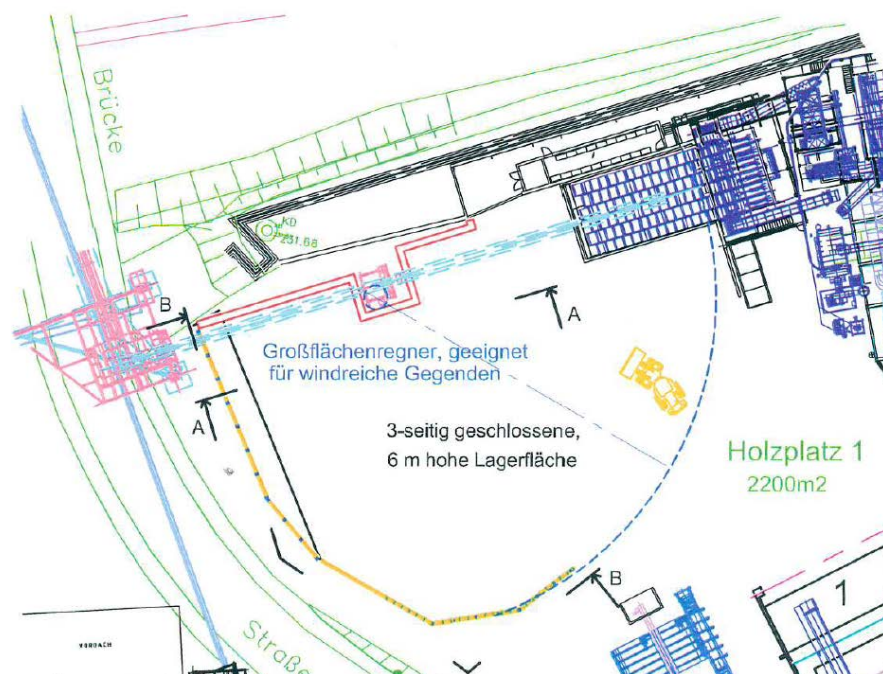 Brücke
KD
231.68
B
A
Großflächenregner, geeignet
für windreiche Gegenden
A
3-seitig geschlossene,
6 m hohe Lagerfläche
Holzplatz 1
2200m2
B
1
Straße
VORDACH